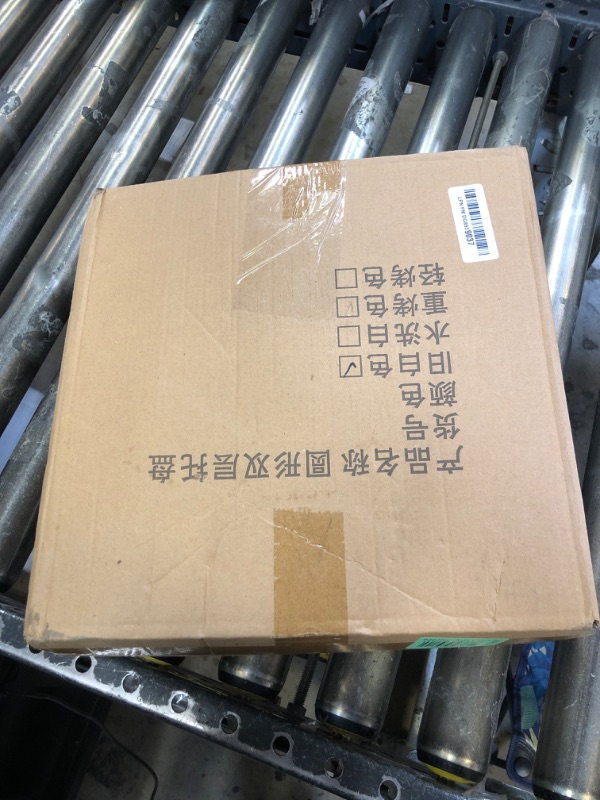 产品名称 圆形双层托盘
货号
颜色
旧白色☑
水洗白☐
重烤色☐
轻烤色☐
9037